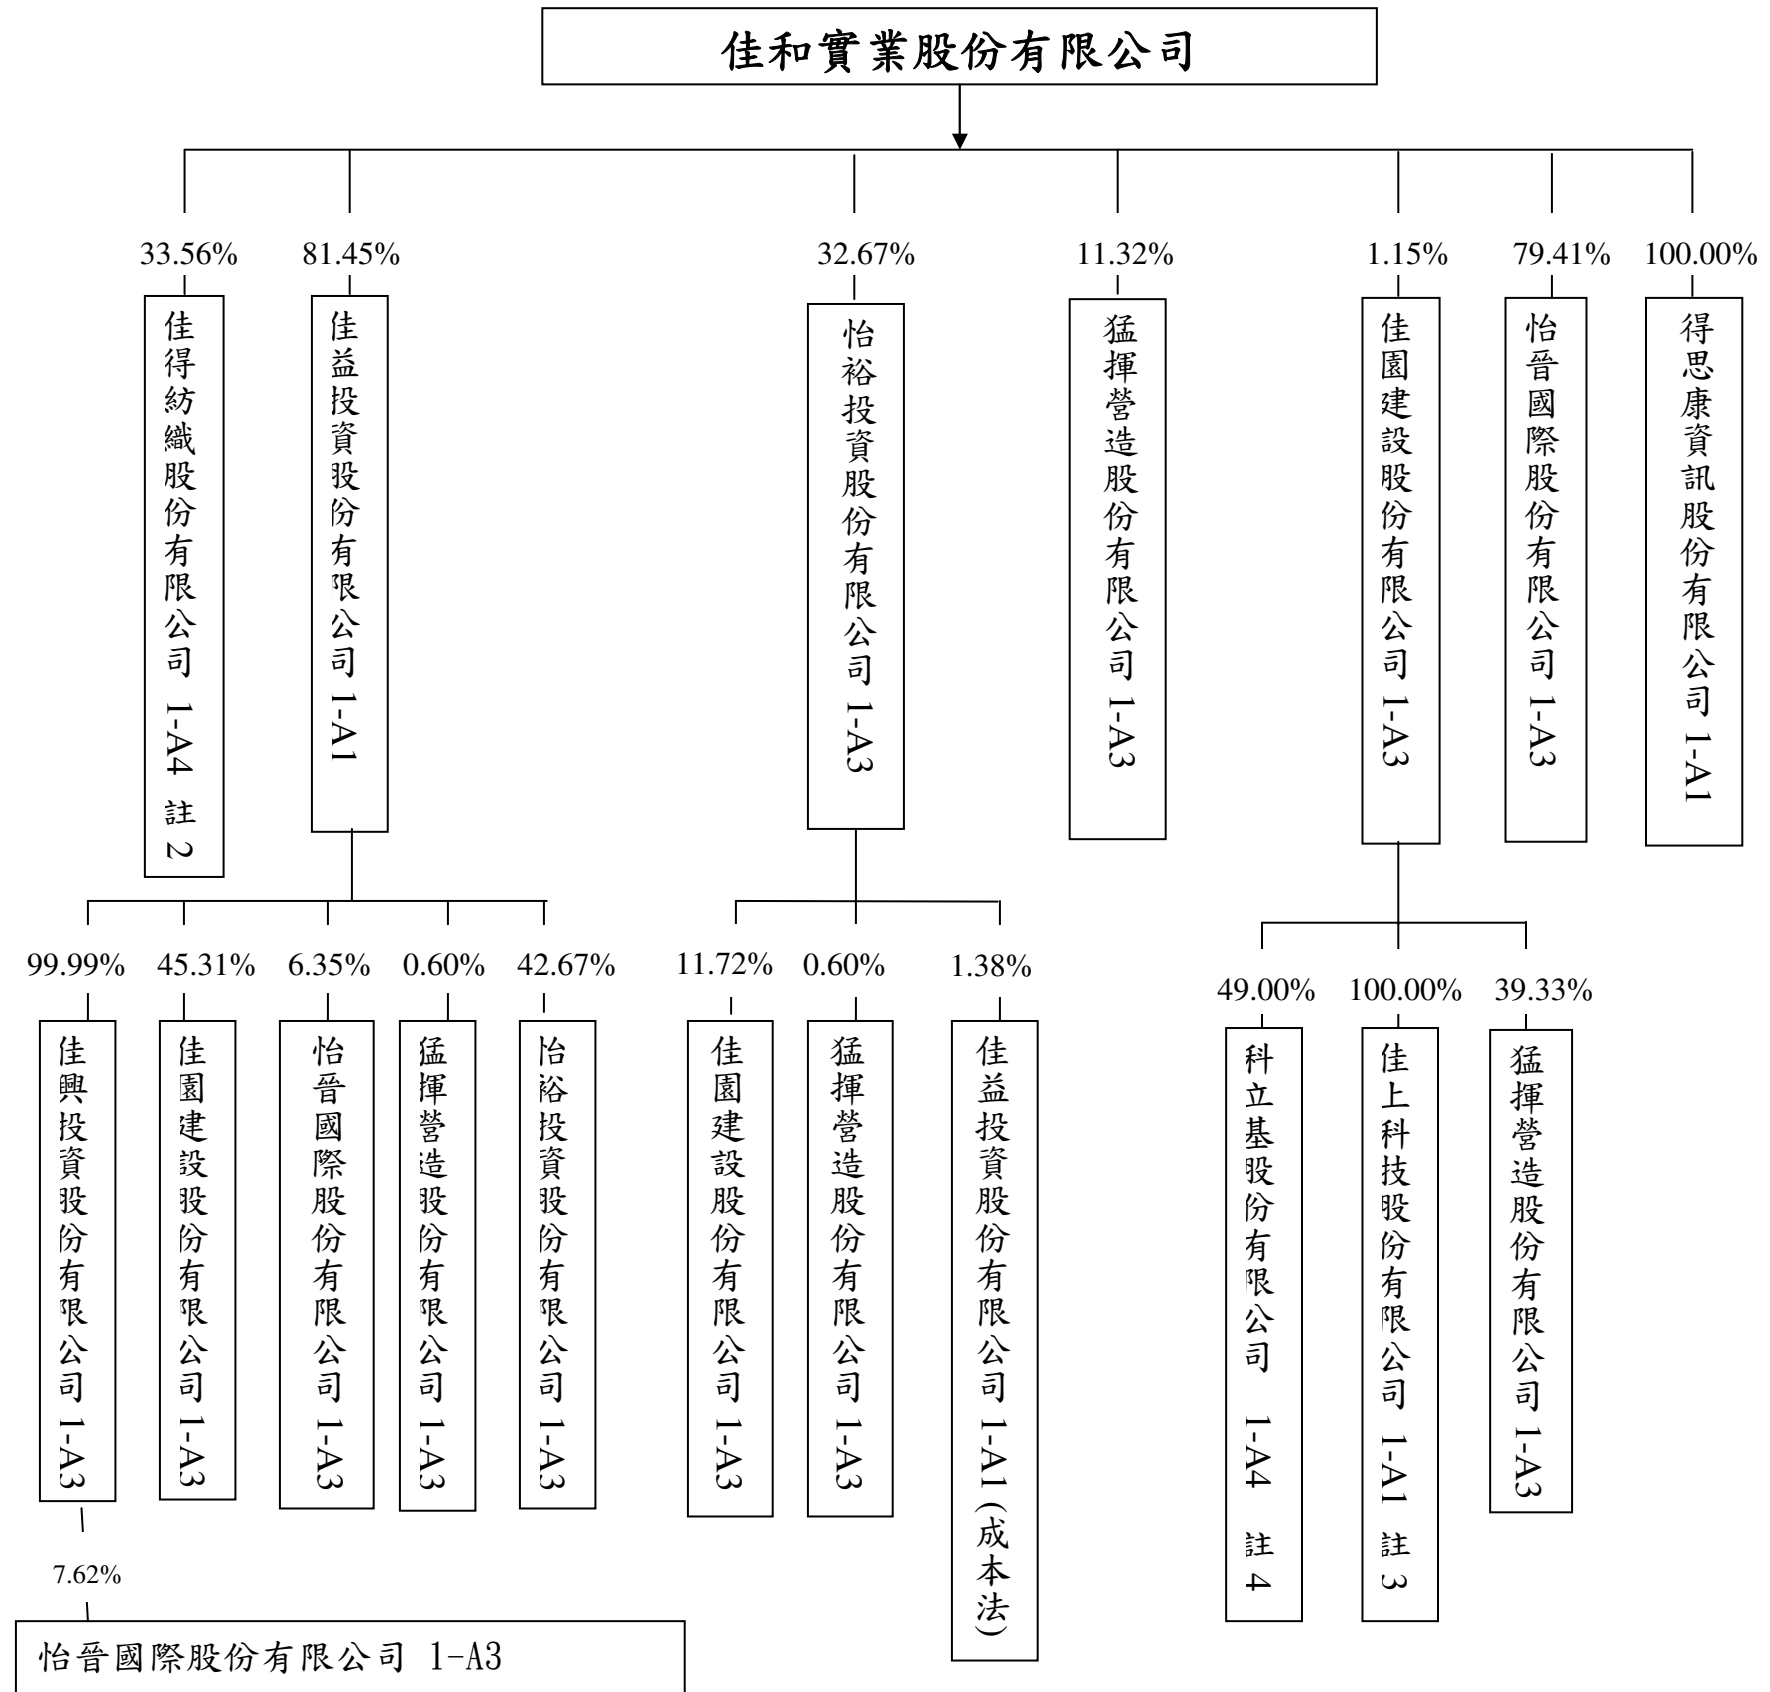 佳和實業股份有限公司
33.56%
81.45%
32.67%
11.32%
1.15%
79.41%
100.00%
佳得紡織股份有限公司 1-A4 註 2
佳益投資股份有限公司 1-A1
怡裕投資股份有限公司 1-A3
猛揮營造股份有限公司 1-A3
佳園建設股份有限公司 1-A3
怡晉國際股份有限公司 1-A3
得思康資訊股份有限公司 1-A1
99.99%
45.31%
6.35%
0.60%
42.67%
11.72%
0.60%
1.38%
49.00%
100.00%
39.33%
佳興投資股份有限公司 1-A3
佳園建設股份有限公司 1-A3
怡晉國際股份有限公司 1-A3
猛揮營造股份有限公司 1-A3
怡裕投資股份有限公司 1-A3
佳園建設股份有限公司 1-A3
猛揮營造股份有限公司 1-A3
佳益投資股份有限公司 1-A1 (成本法)
科立基股份有限公司 1-A4 註 4
佳上科技股份有限公司 1-A1 註 3
猛揮營造股份有限公司 1-A3
7.62%
怡晉國際股份有限公司 1-A3